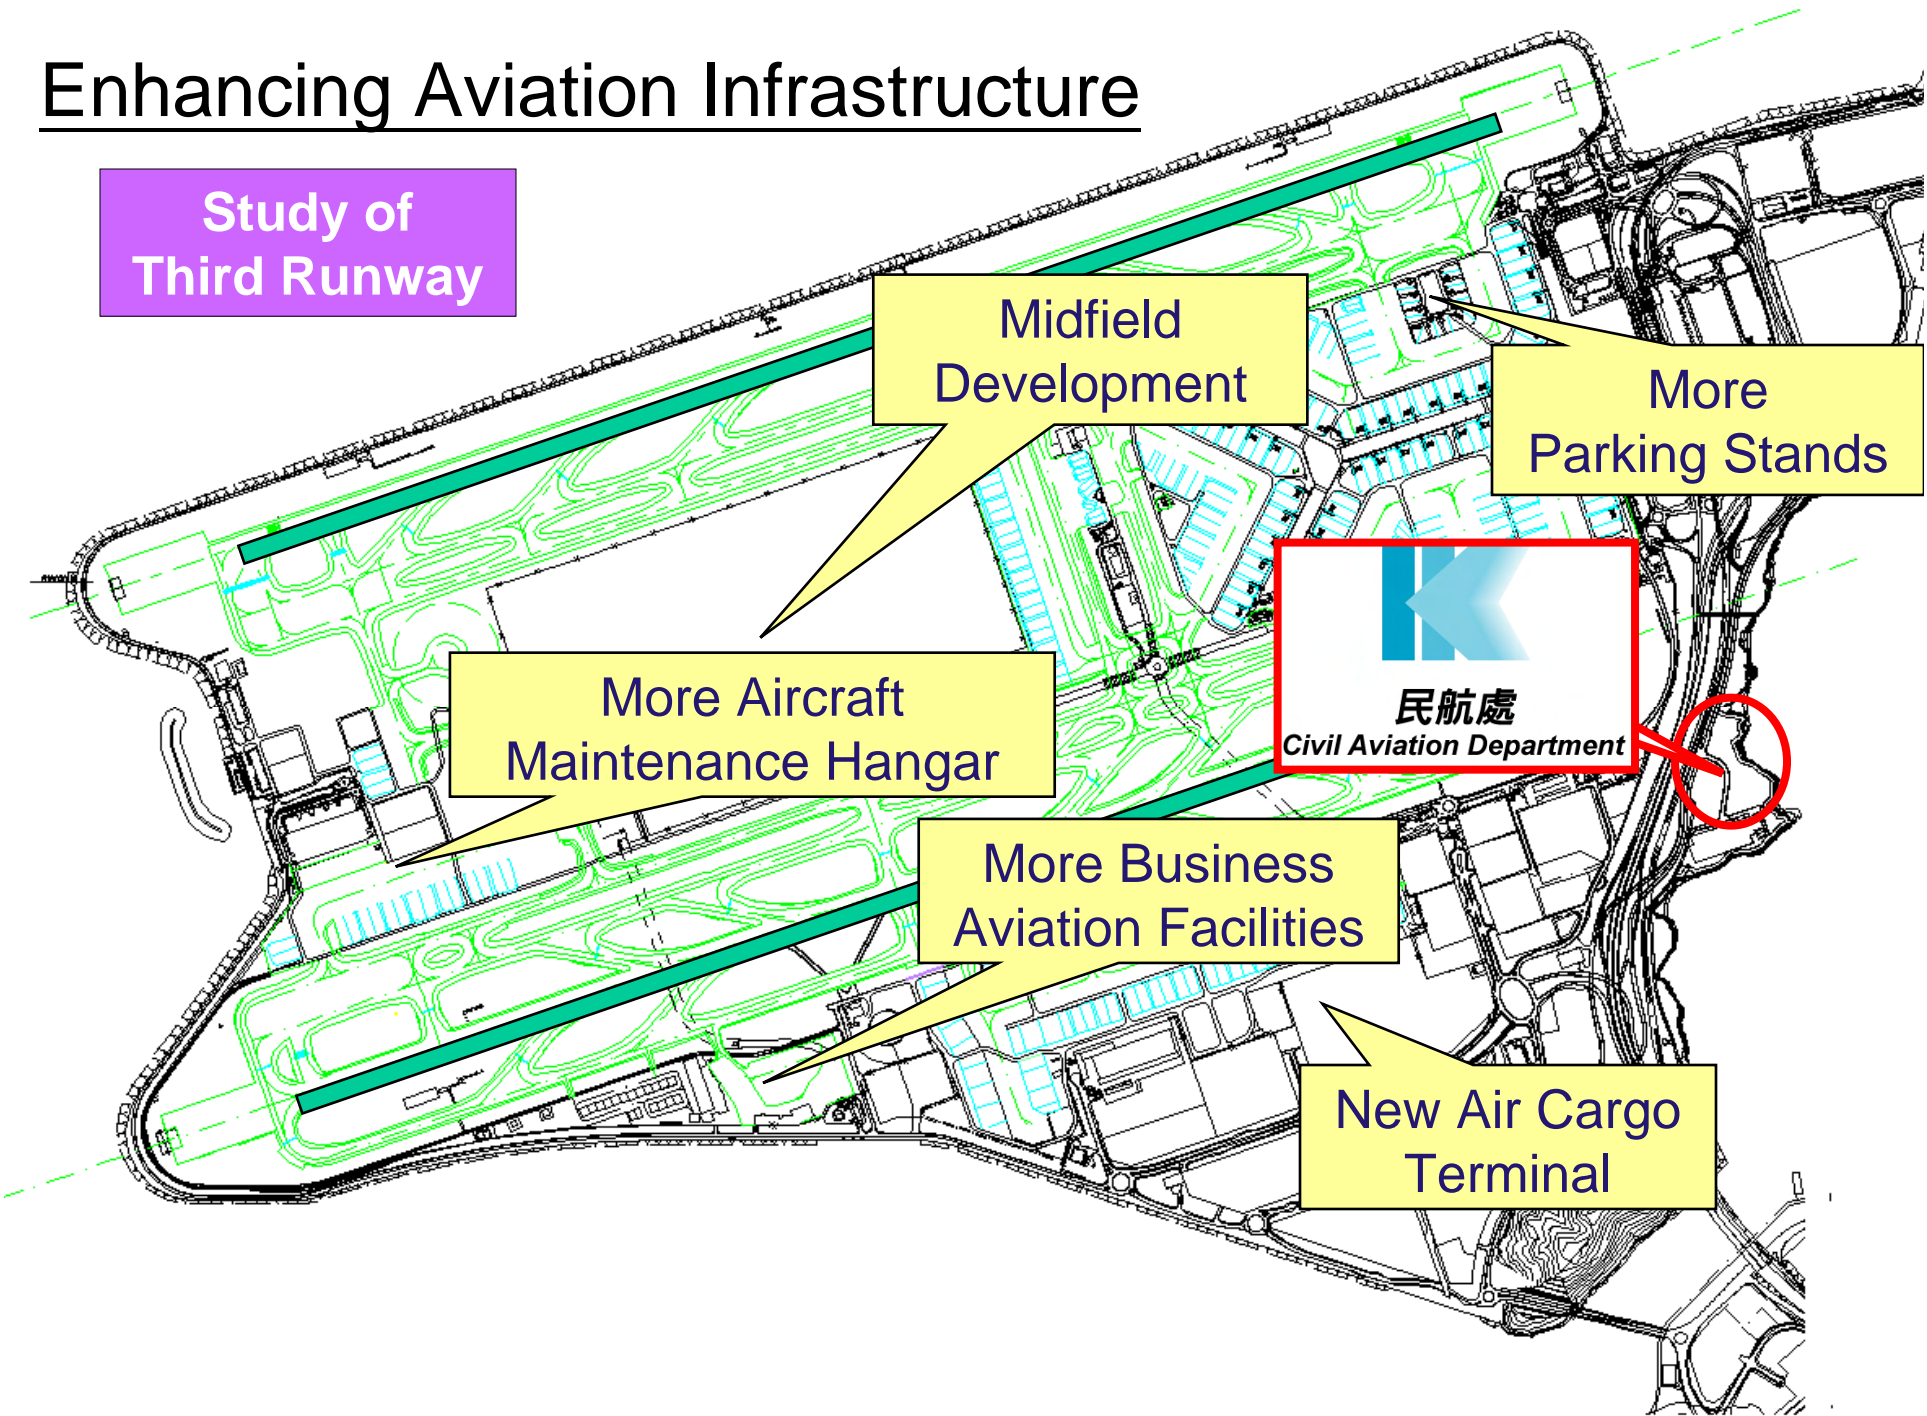 Enhancing Aviation Infrastructure
Study of
Third Runway
Midfield
Development
More
Parking Stands
民航處
Civil Aviation Department
More Aircraft
Maintenance Hangar
More Business
Aviation Facilities
New Air Cargo
Terminal